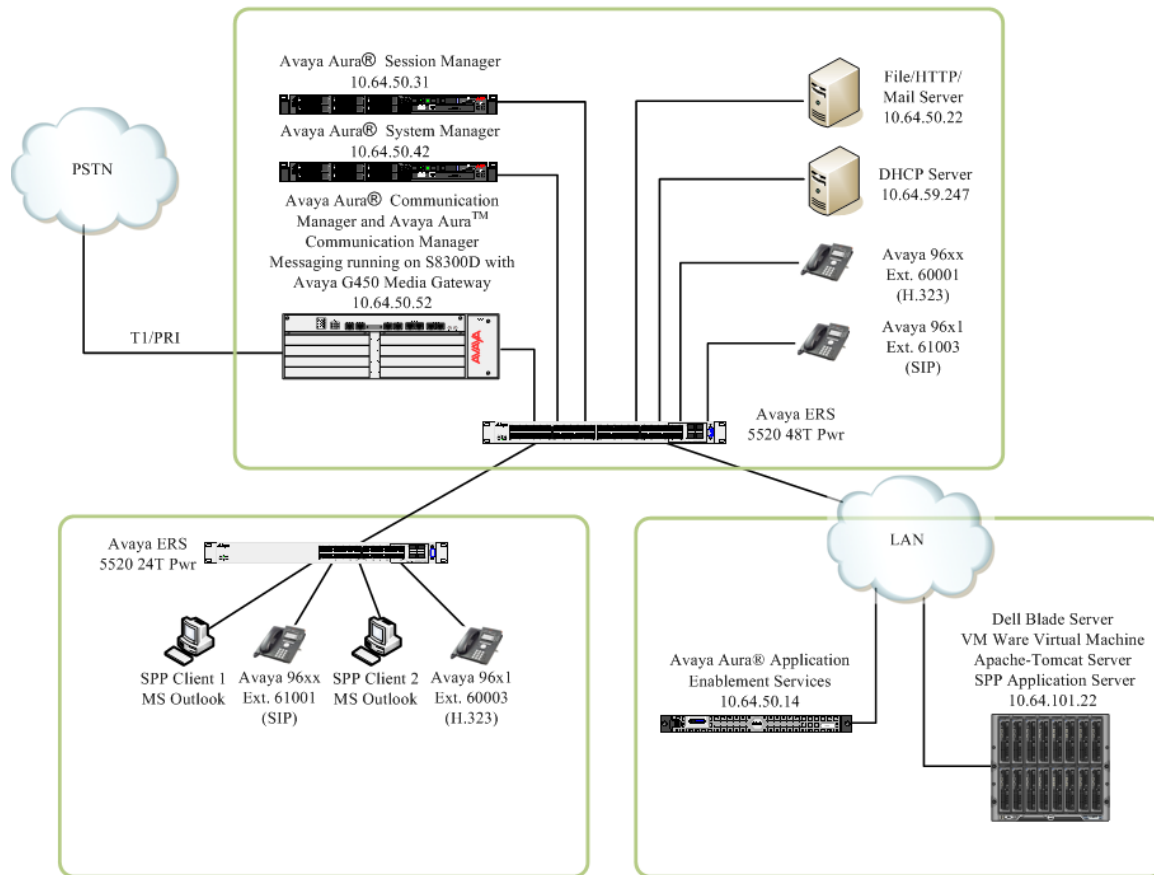 Avaya Aura® Session Manager
10.64.50.31
Avaya Aura® System Manager
10.64.50.42
Avaya Aura® Communication
Manager and Avaya Aura™
Communication Manager
Messaging running on S8300D with
Avaya G450 Media Gateway
10.64.50.52
AVAYA
PSTN
T1/PRI
File/HTTP/
Mail Server
10.64.50.22
DHCP Server
10.64.59.247
Avaya 96xx
Ext. 60001
(H.323)
Avaya 96x1
Ext. 61003
(SIP)
Avaya ERS
5520 48T Pwr
Avaya ERS
5520 24T Pwr
SPP Client 1
MS Outlook
Avaya 96xx
Ext. 61001
(SIP)
SPP Client 2
MS Outlook
Avaya 96x1
Ext. 60003
(H.323)
LAN
Avaya Aura® Application
Enablement Services
10.64.50.14
Dell Blade Server
VM Ware Virtual Machine
Apache-Tomcat Server
SPP Application Server
10.64.101.22